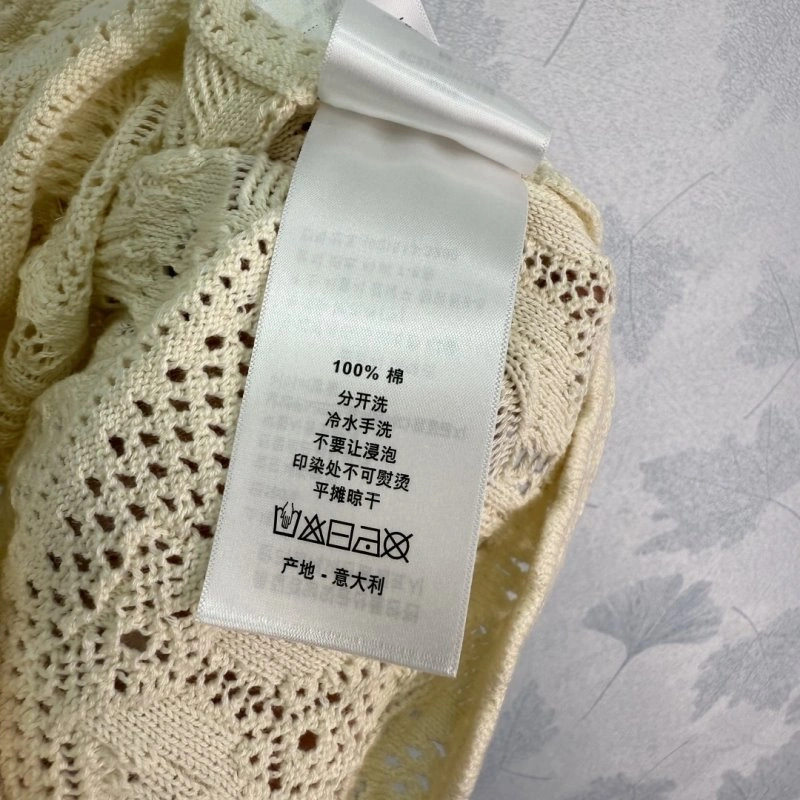 100% 棉
分开洗
冷水手洗
不要让浸泡
印染处不可熨烫
平摊晾干
产地 - 意大利